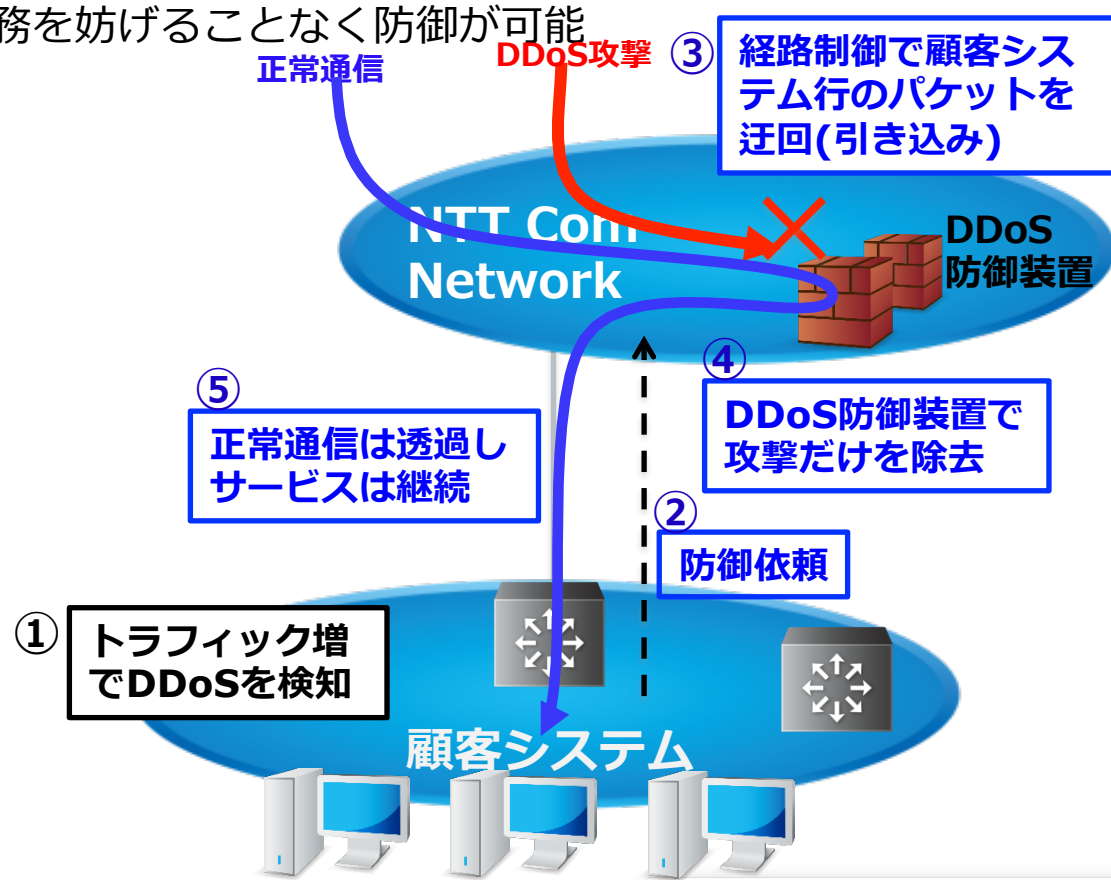 務を妨げることなく防御が可能
正常通信
DDoS攻撃
③
経路制御で顧客シス
テム行のパケットを
迂回(引き込み)
NTT Com
Network
DDoS
防御装置
④
DDoS防御装置で
攻撃だけを除去
⑤
正常通信は透過し
サービスは継続
②
防御依頼
①
トラフィック増
でDDoSを検知
顧客システム